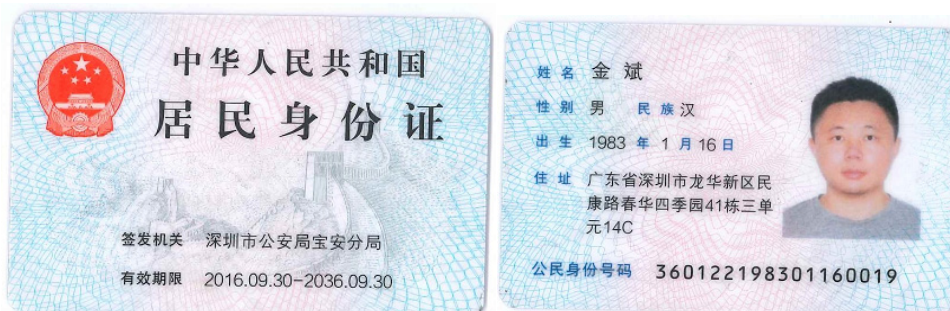 中华人民共和国
居民身份证
签发机关 深圳市公安局宝安分局
有效期限 2016.09.30-2036.09.30
姓名 金斌
性别 男 民族 汉
出生 1983 年 1 月 16 日
住址 广东省深圳市龙华新区民
康路春华四季园41栋三单
元14C
公民身份号码 360122198301160019